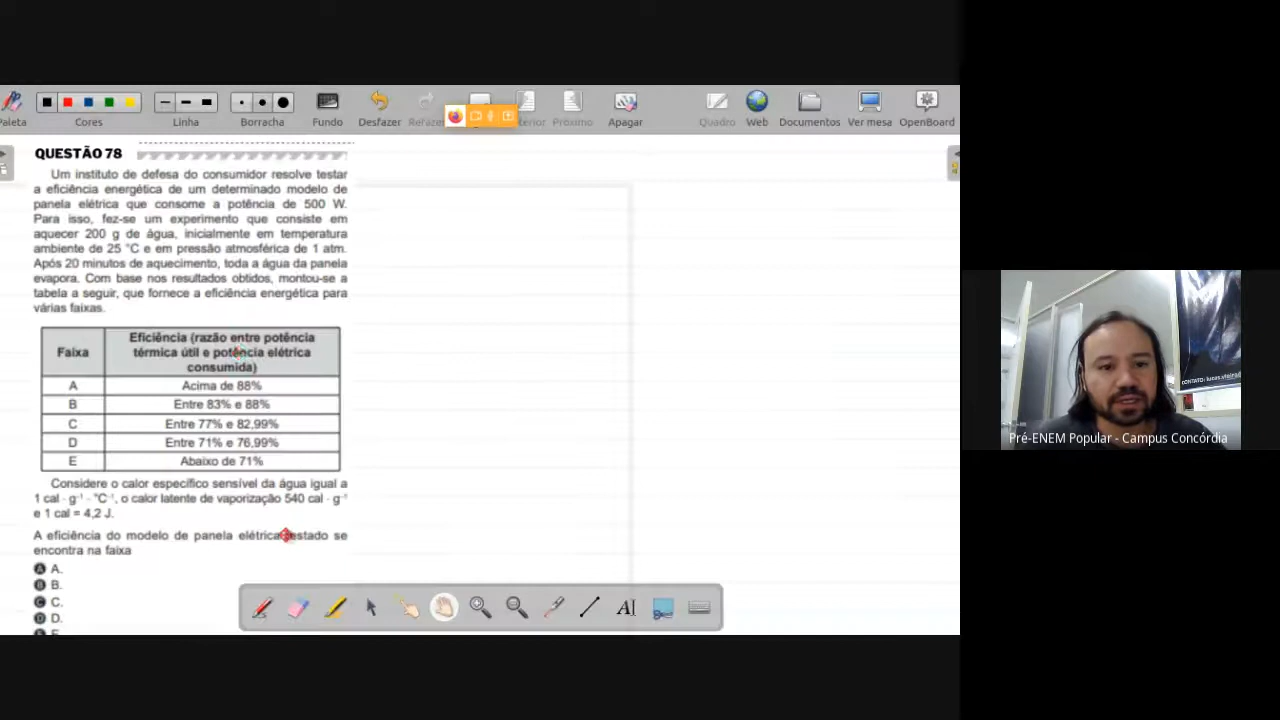 Paleta
Cores
Linha
Borracha
Fundo
Desfazer
Refazer
Próximo
Apagar
Quadro
Web
Documentos
Ver mesa
OpenBoard
QUESTÃO 78
Um instituto de defesa do consumidor resolve testar
a eficiência energética de um determinado modelo de
panela elétrica que consome a potência de 500 W.
Para isso, fez-se um experimento que consiste em
aquecer 200 g de água, inicialmente em temperatura
ambiente de 25 °C e em pressão atmosférica de 1 atm.
Após 20 minutos de aquecimento, toda a água da panela
evapora. Com base nos resultados obtidos, montou-se a
tabela a seguir, que fornece a eficiência energética para
várias faixas.
Faixa
Eficiência (razão entre potência
térmica útil e potência elétrica
consumida)
A Acima de 88%
B Entre 83% e 88%
C Entre 77% e 82,99%
D Entre 71% e 76,99%
E Abaixo de 71%
Considere o calor específico sensível da água igual a
1 cal · g⁻¹ · °C⁻¹, o calor latente de vaporização 540 cal · g⁻¹
e 1 cal = 4,2 J.
A eficiência do modelo de panela elétrica testado se
encontra na faixa
A A.
B B.
C C.
D D.
E E.
AI
Pré-ENEM Popular - Campus Concórdia